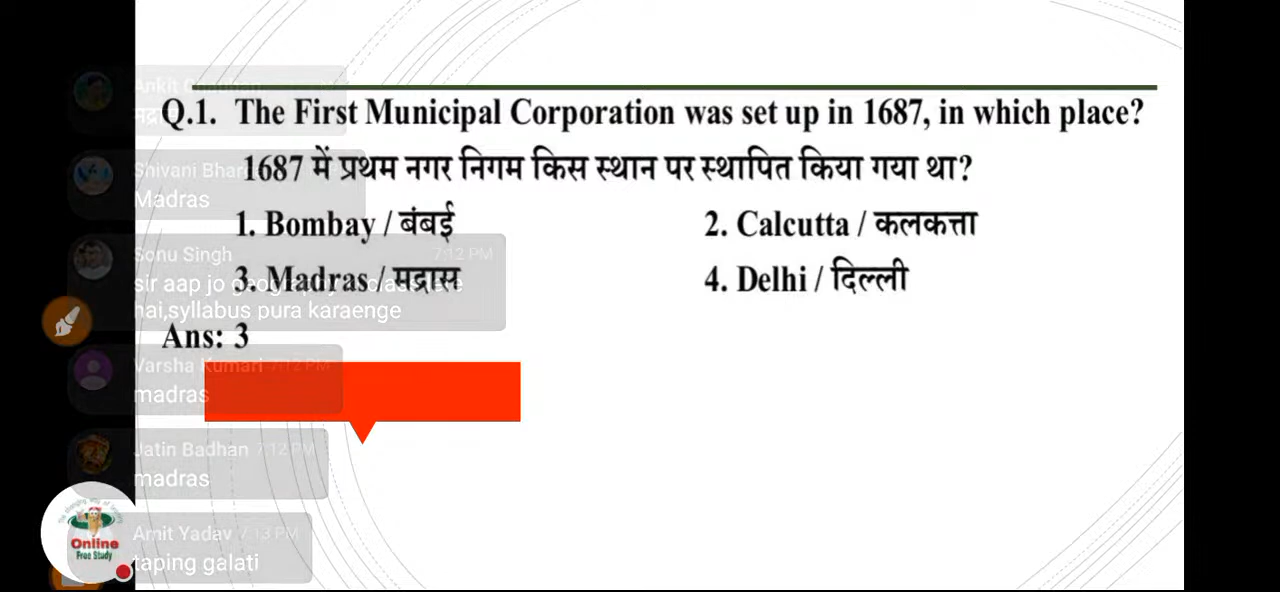 Q.1. The First Municipal Corporation was set up in 1687, in which place?
1687 में प्रथम नगर निगम किस स्थान पर स्थापित किया गया था?
1. Bombay / बंबई
2. Calcutta / कलकत्ता
3. Madras / मद्रास
4. Delhi / दिल्ली
Ans: 3
Ankit
Shivani
Madras
Sonu Singh 7:12 PM
sir aap jo
hai,syllabus pura karaenge
Varsha Kumari 7:12 PM
madras
Jatin Badhan 7:12 PM
madras
Amit Yadav 7:13 PM
taping galati
Online
Free Study